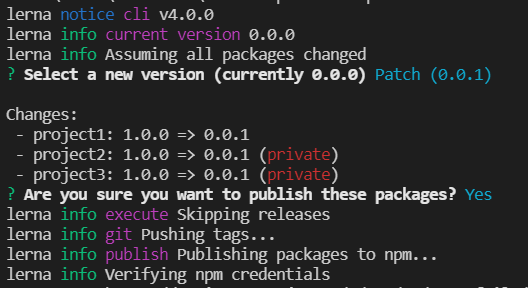 lerna notice cli v4.0.0
lerna info current version 0.0.0
lerna info Assuming all packages changed
? Select a new version (currently 0.0.0) Patch (0.0.1)
Changes:
- project1: 1.0.0 => 0.0.1
- project2: 1.0.0 => 0.0.1 (private)
- project3: 1.0.0 => 0.0.1 (private)
? Are you sure you want to publish these packages? Yes
lerna info execute Skipping releases
lerna info git Pushing tags...
lerna info publish Publishing packages to npm...
lerna info Verifying npm credentials